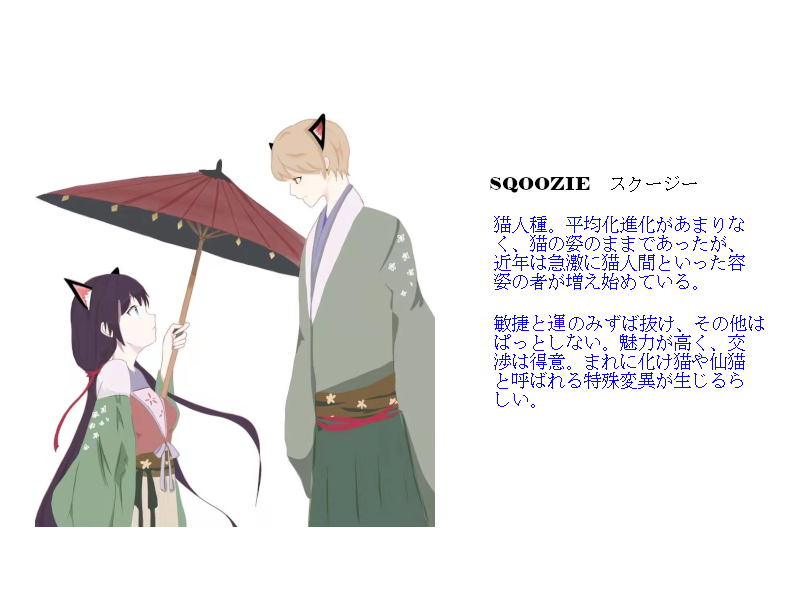 SQOOZIE　スクージー
猫人種。平均化進化があまりな
く、猫の姿のままであったが、
近年は急激に猫人間といった容
姿の者が増え始めている。
敏捷と運のみずば抜け、その他は
ぱっとしない。魅力が高く、交
渉は得意。まれに化け猫や仙猫
と呼ばれる特殊変異が生じるら
しい。